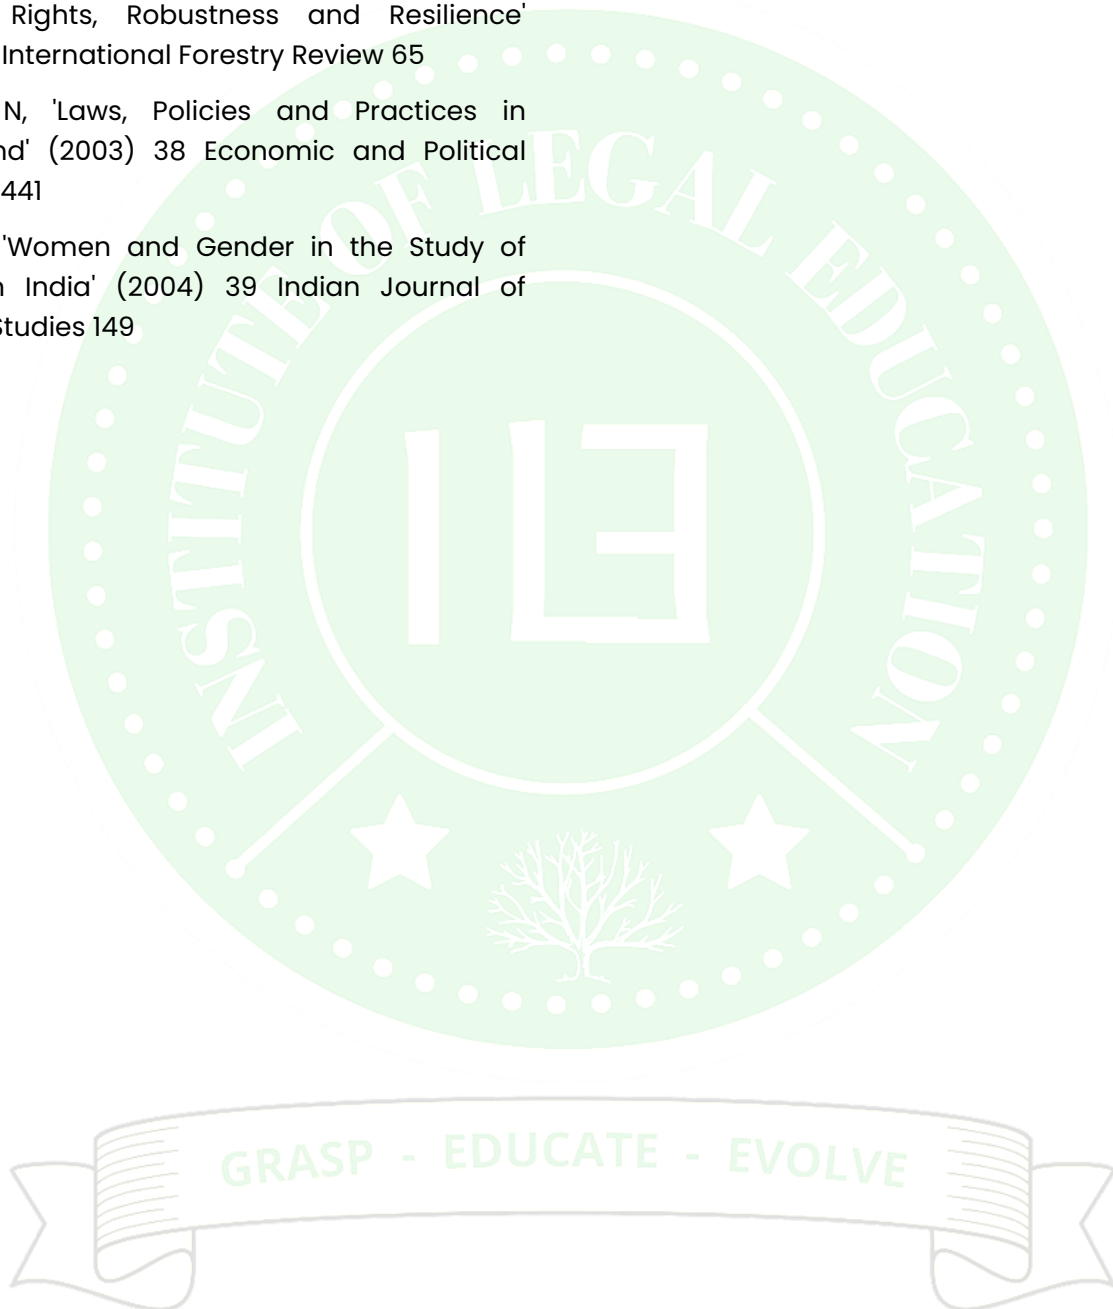 Rights, Robustness and Resilience'
International Forestry Review 65
N, 'Laws, Policies and Practices in
nd' (2003) 38 Economic and Political
441
'Women and Gender in the Study of
India' (2004) 39 Indian Journal of
Studies 149
INSTITUTE OF LEGAL EDUCATION
ILE
GRASP - EDUCATE - EVOLVE